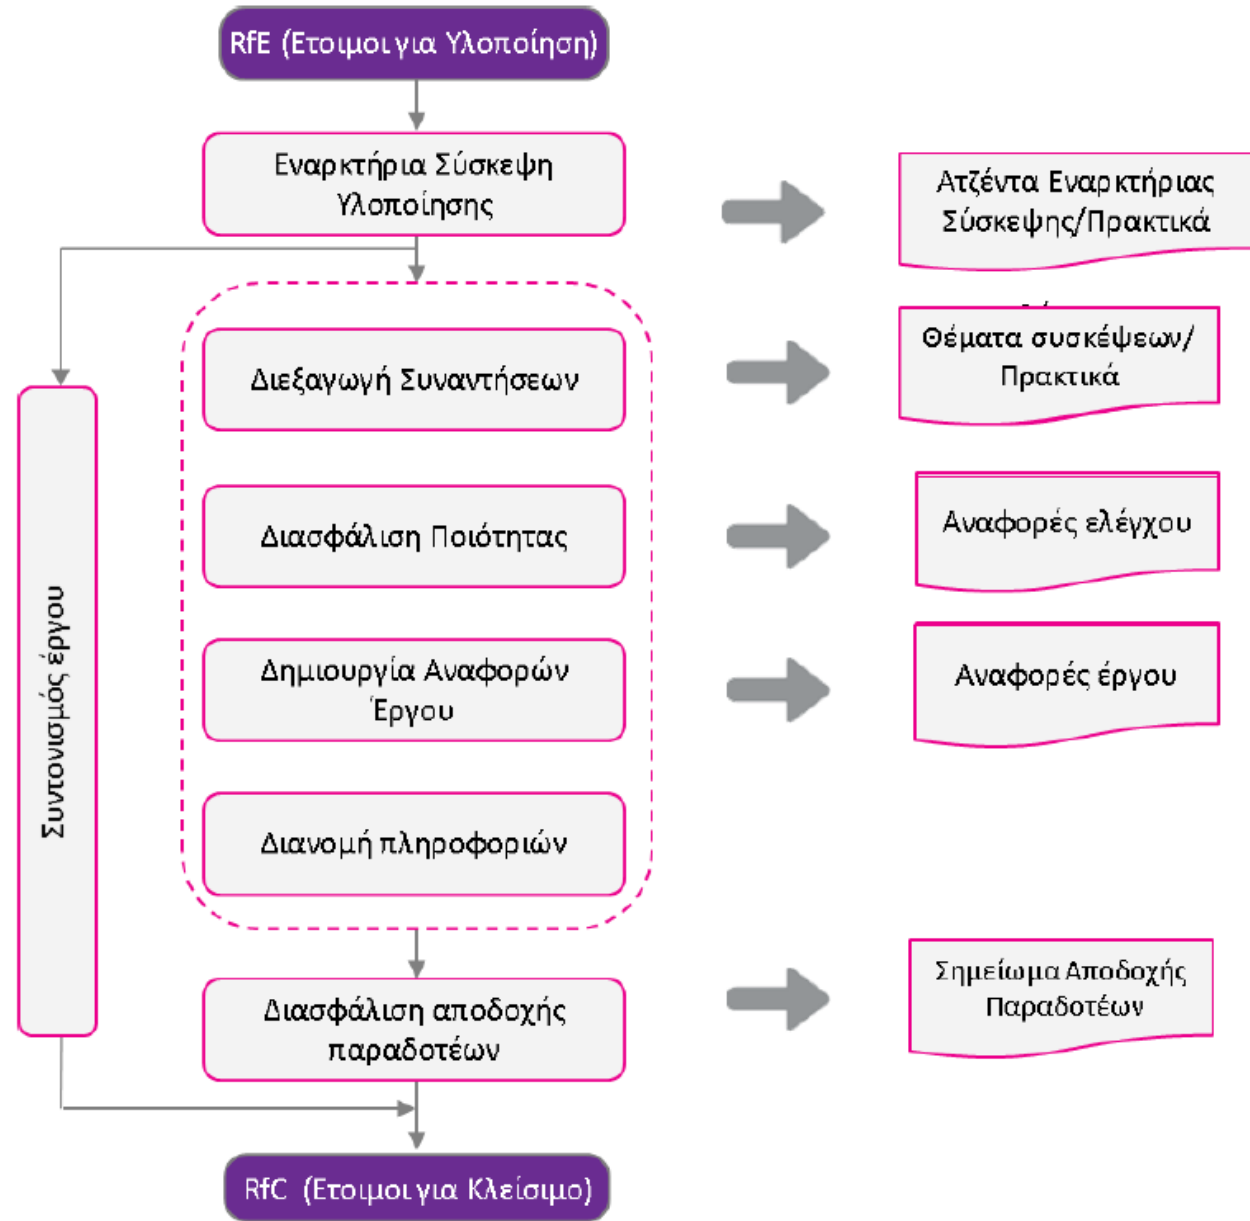 RfE (Ετοιμοι για Υλοποίηση)
Εναρκτήρια Σύσκεψη
Υλοποίησης
Ατζέντα Εναρκτήριας
Σύσκεψης/Πρακτικά
Διεξαγωγή Συναντήσεων
Θέματα συσκέψεων/
Πρακτικά
Διασφάλιση Ποιότητας
Αναφορές ελέγχου
Συντονισμός έργου
Δημιουργία Αναφορών
Έργου
Αναφορές έργου
Διανομή πληροφοριών
Διασφάλιση αποδοχής
παραδοτέων
Σημείωμα Αποδοχής
Παραδοτέων
RfC (Ετοιμοι για Κλείσιμο)